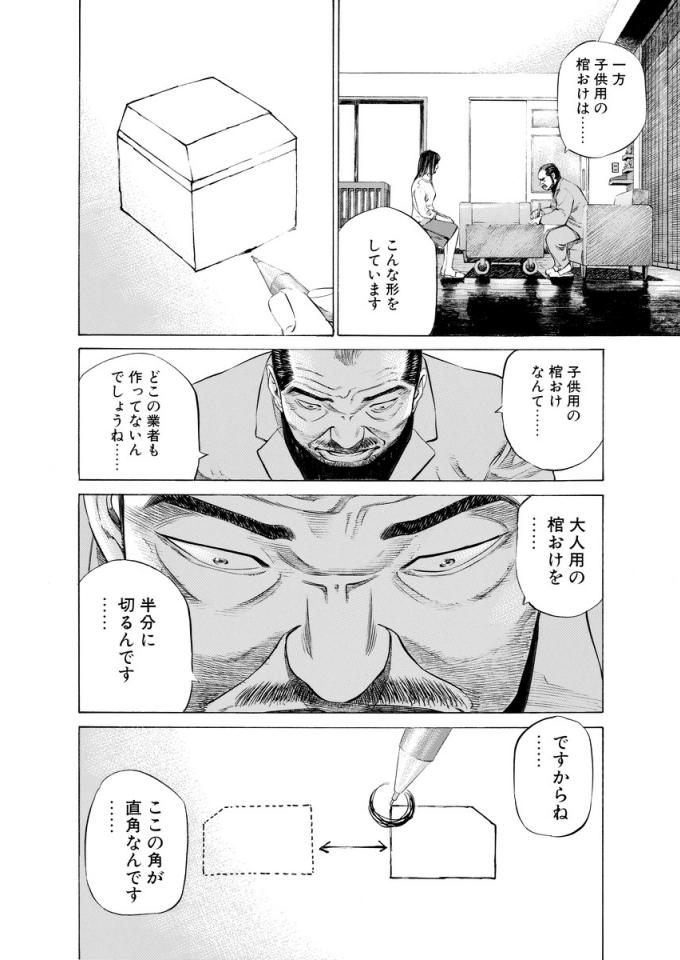 一方
子供用の
棺おけは……
こんな形を
しています
子供用の
棺おけ
なんて……
どこの業者も
作ってないん
でしょうね……
大人用の
棺おけを
……
半分に
切るんです
……
ですからね
……
ここの角が
直角なんです
……